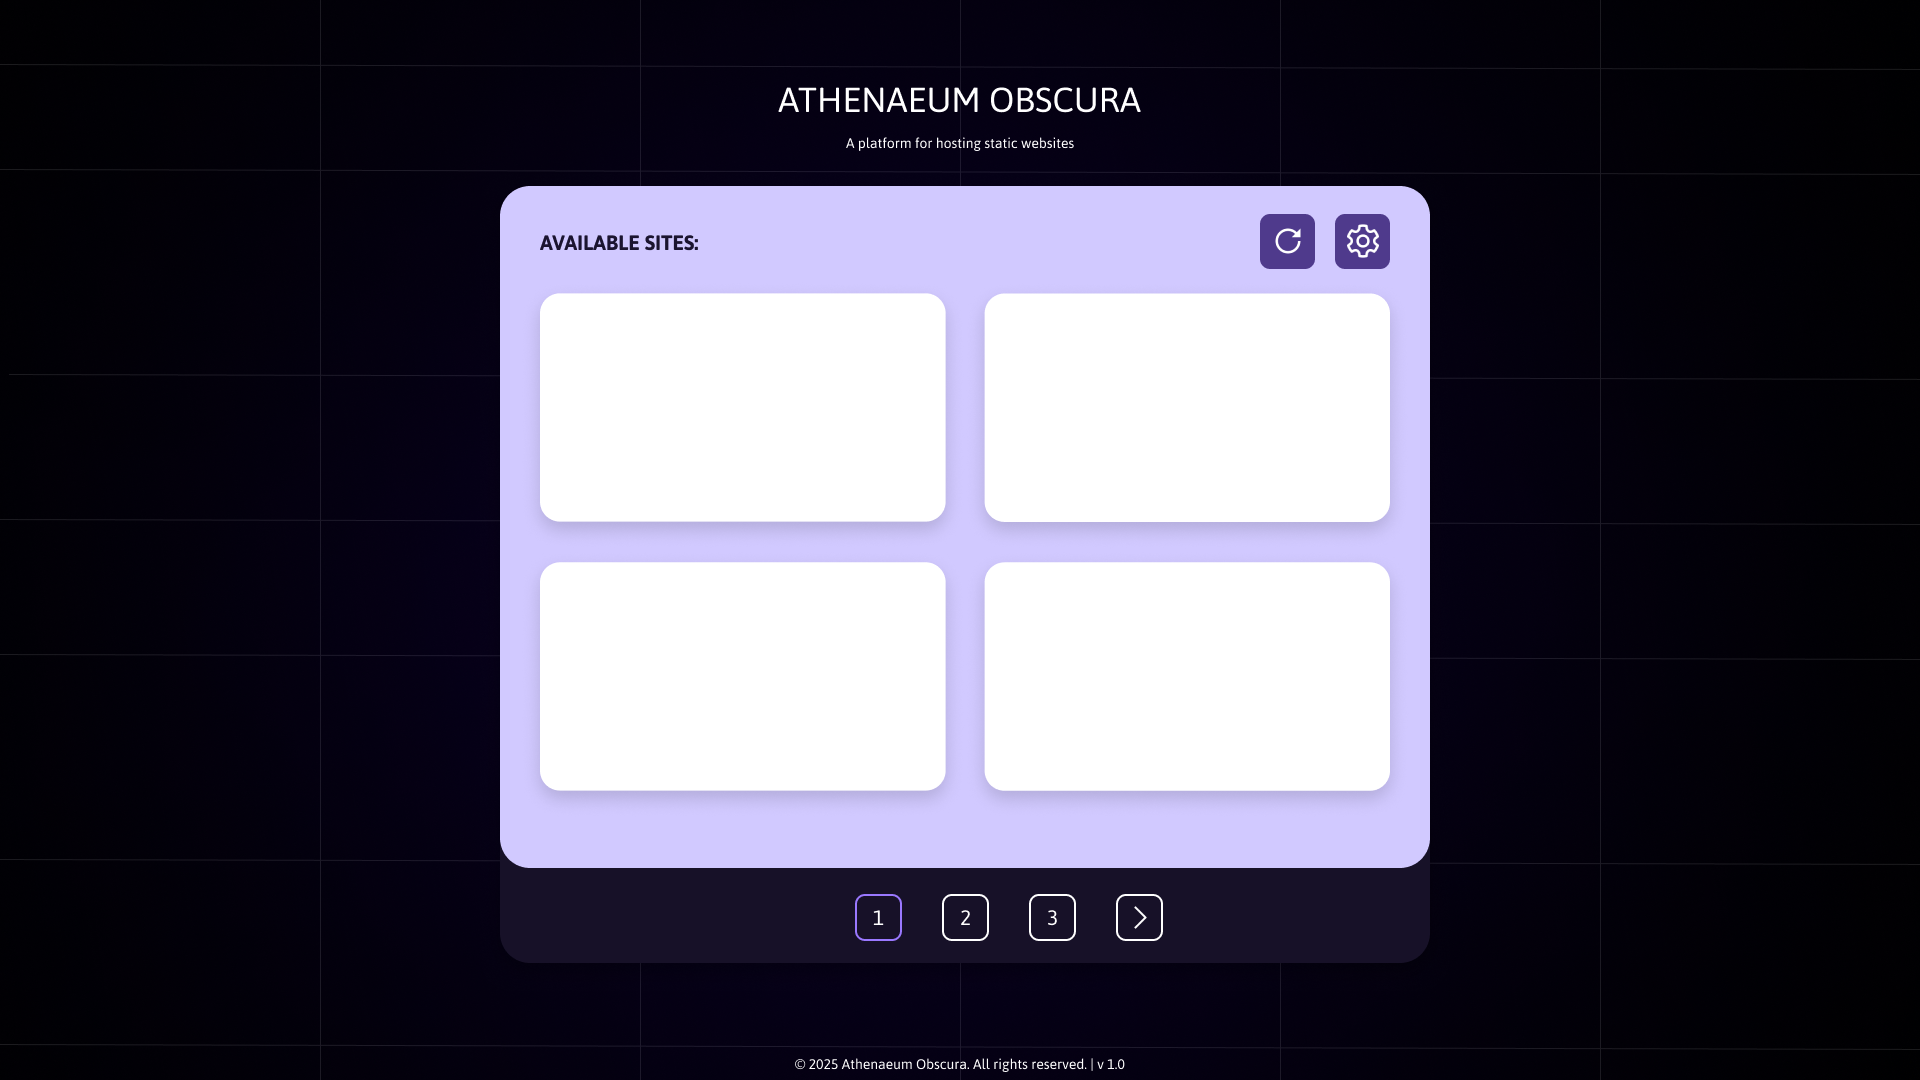 ATHENAEUM OBSCURA
A platform for hosting static websites
AVAILABLE SITES:
1 2 3
© 2025 Athenaeum Obscura. All rights reserved. | v 1.0